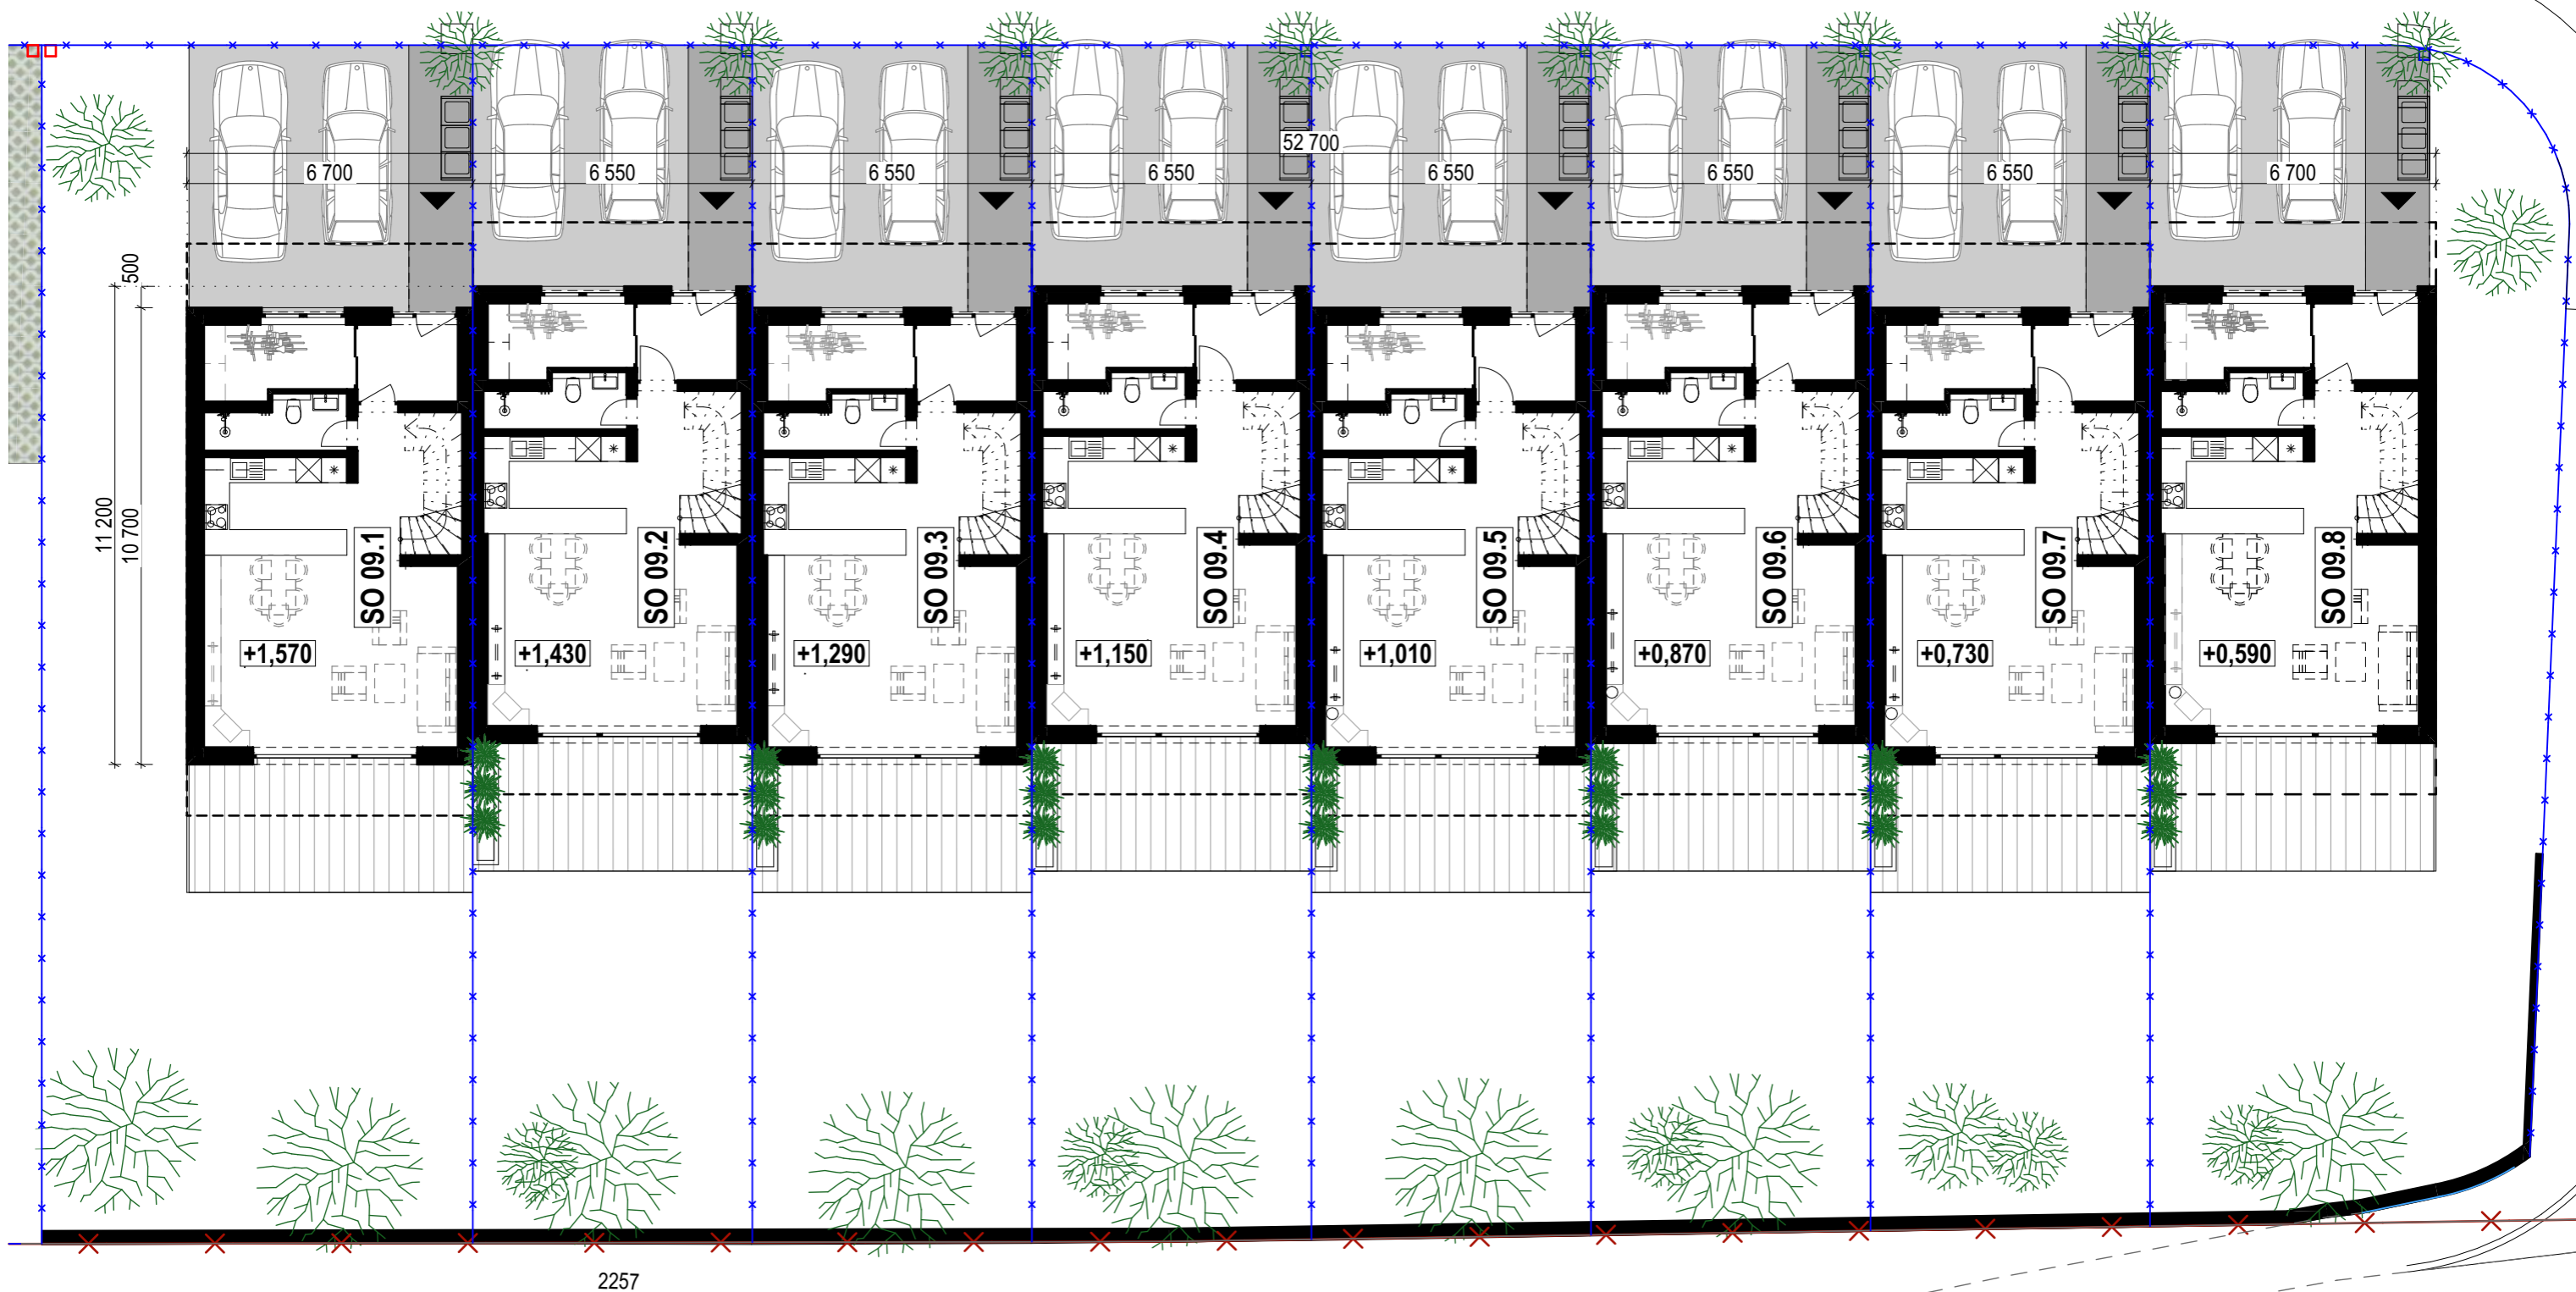 52 700
6 700
6 550
6 550
6 550
6 550
6 550
6 550
6 700
500
11 200
10 700
SO 09.1
SO 09.2
SO 09.3
SO 09.4
SO 09.5
SO 09.6
SO 09.7
SO 09.8
+1,570
+1,430
+1,290
+1,150
+1,010
+0,870
+0,730
+0,590
2257